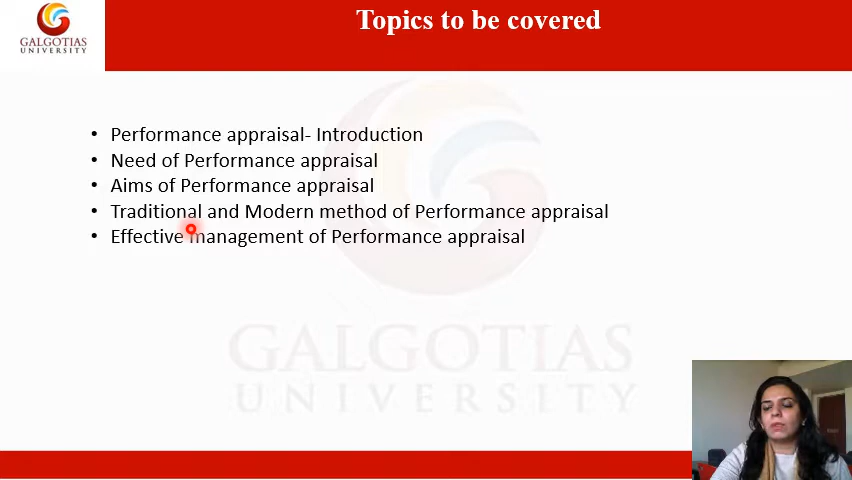 Topics to be covered
GALGOTIAS
UNIVERSITY
• Performance appraisal- Introduction
• Need of Performance appraisal
• Aims of Performance appraisal
• Traditional and Modern method of Performance appraisal
• Effective management of Performance appraisal
GALGOTIAS
UNIVERSITY